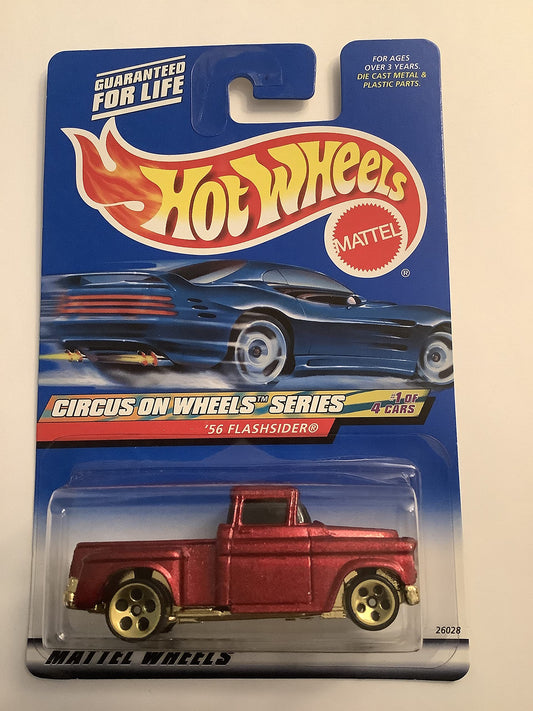 GUARANTEED
FOR LIFE
FOR AGES
OVER 3 YEARS.
DIE CAST METAL &
PLASTIC PARTS.
HOT WHEELS
MATTEL
®
CIRCUS ON WHEELS™ SERIES
#1 OF
4 CARS
'56 FLASHSIDER®
26028
MATTEL WHEELS